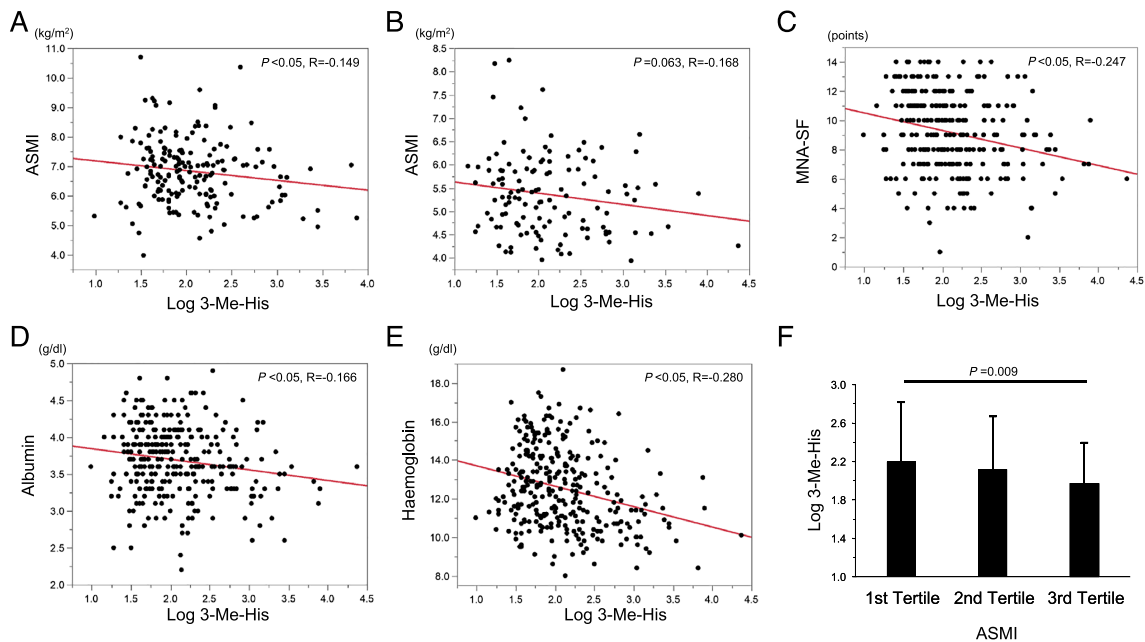 A
(kg/m²)
P<0.05, R=-0.149
ASMI
11.0
10.0
9.0
8.0
7.0
6.0
5.0
4.0
1.0 1.5 2.0 2.5 3.0 3.5 4.0
Log 3-Me-His
B
(kg/m²)
P=0.063, R=-0.168
ASMI
8.5
8.0
7.5
7.0
6.5
6.0
5.5
5.0
4.5
4.0
1.0 1.5 2.0 2.5 3.0 3.5 4.0 4.5
Log 3-Me-His
C
(points)
P<0.05, R=-0.247
MNA-SF
14
12
10
8
6
4
2
0
1.0 1.5 2.0 2.5 3.0 3.5 4.0 4.5
Log 3-Me-His
D
(g/dl)
P<0.05, R=-0.166
Albumin
5.0
4.5
4.0
3.5
3.0
2.5
2.0
1.0 1.5 2.0 2.5 3.0 3.5 4.0 4.5
Log 3-Me-His
E
(g/dl)
P<0.05, R=-0.280
Haemoglobin
18.0
16.0
14.0
12.0
10.0
8.0
1.0 1.5 2.0 2.5 3.0 3.5 4.0 4.5
Log 3-Me-His
F
P=0.009
Log 3-Me-His
3.0
2.6
2.2
1.8
1.4
1.0
1st Tertile 2nd Tertile 3rd Tertile
ASMI